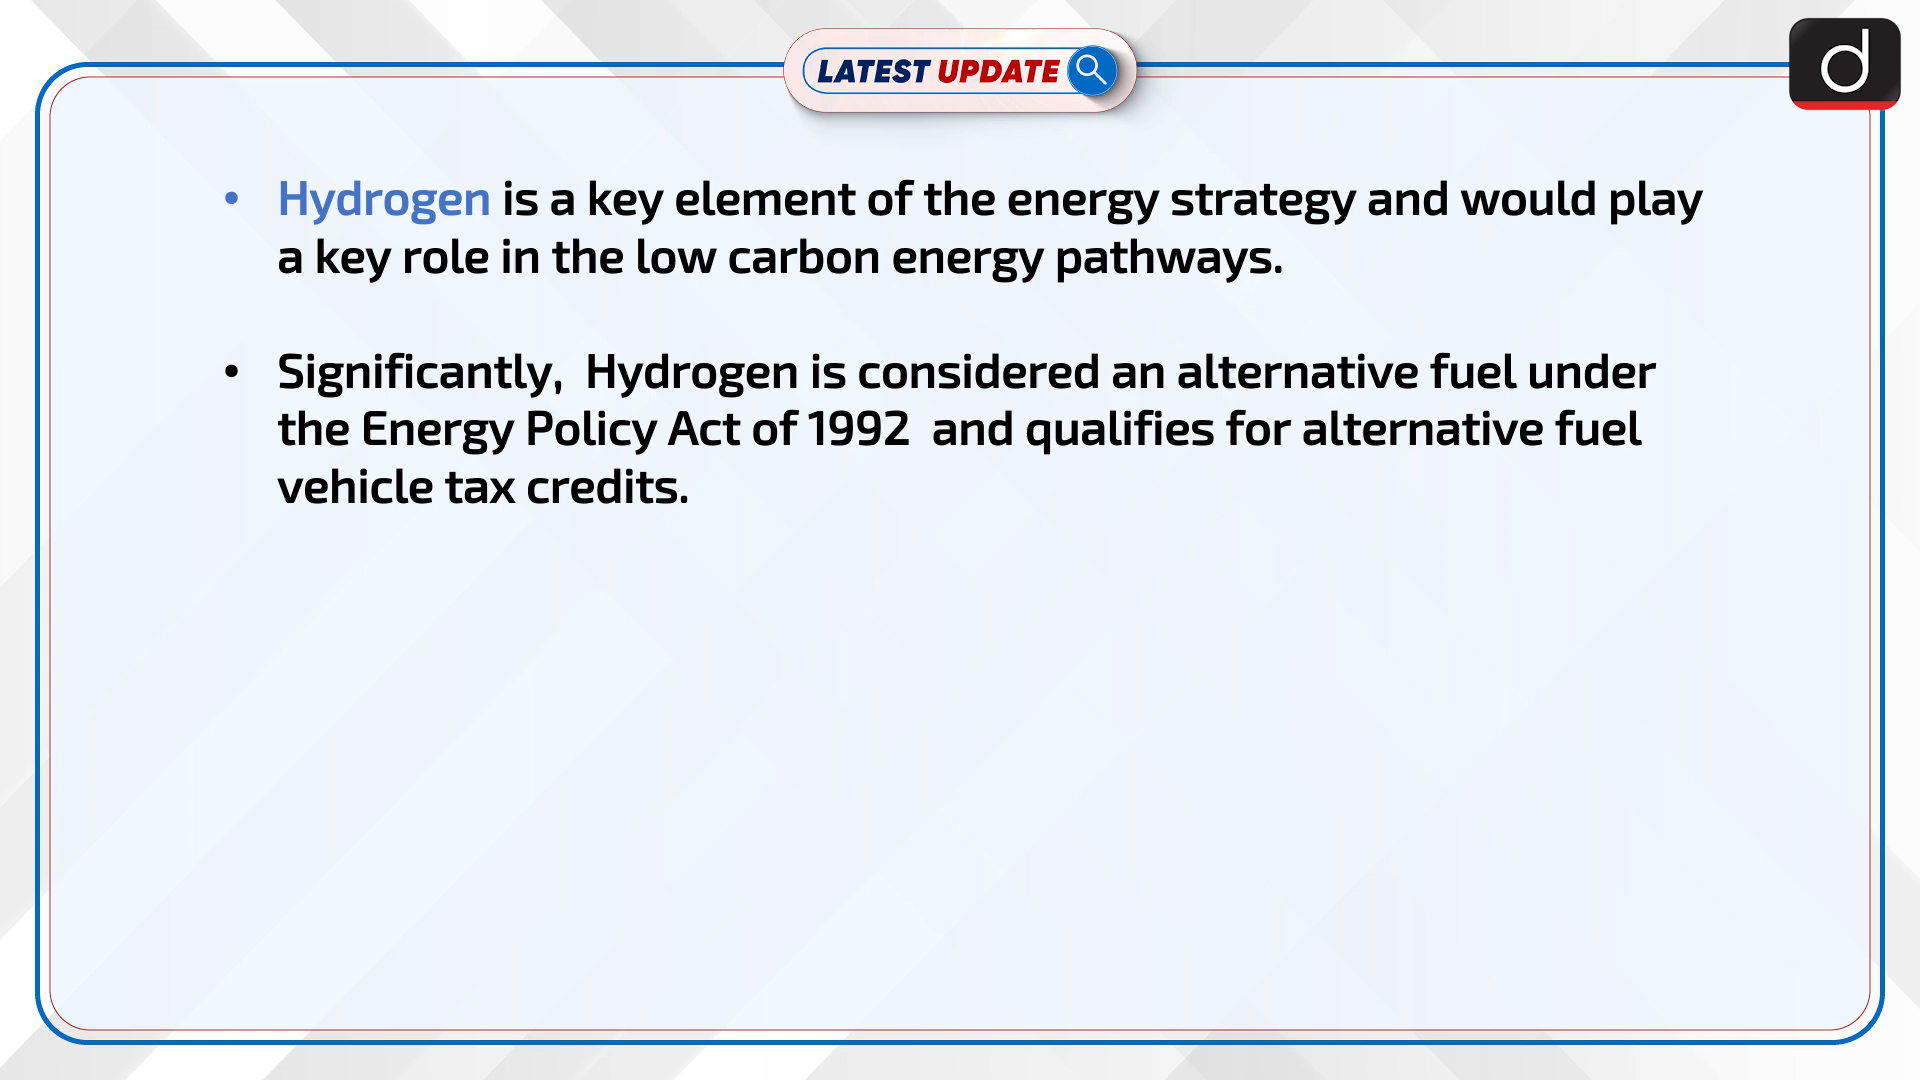 LATEST UPDATE
d
• Hydrogen is a key element of the energy strategy and would play
a key role in the low carbon energy pathways.
• Significantly,  Hydrogen is considered an alternative fuel under
the Energy Policy Act of 1992  and qualifies for alternative fuel
vehicle tax credits.